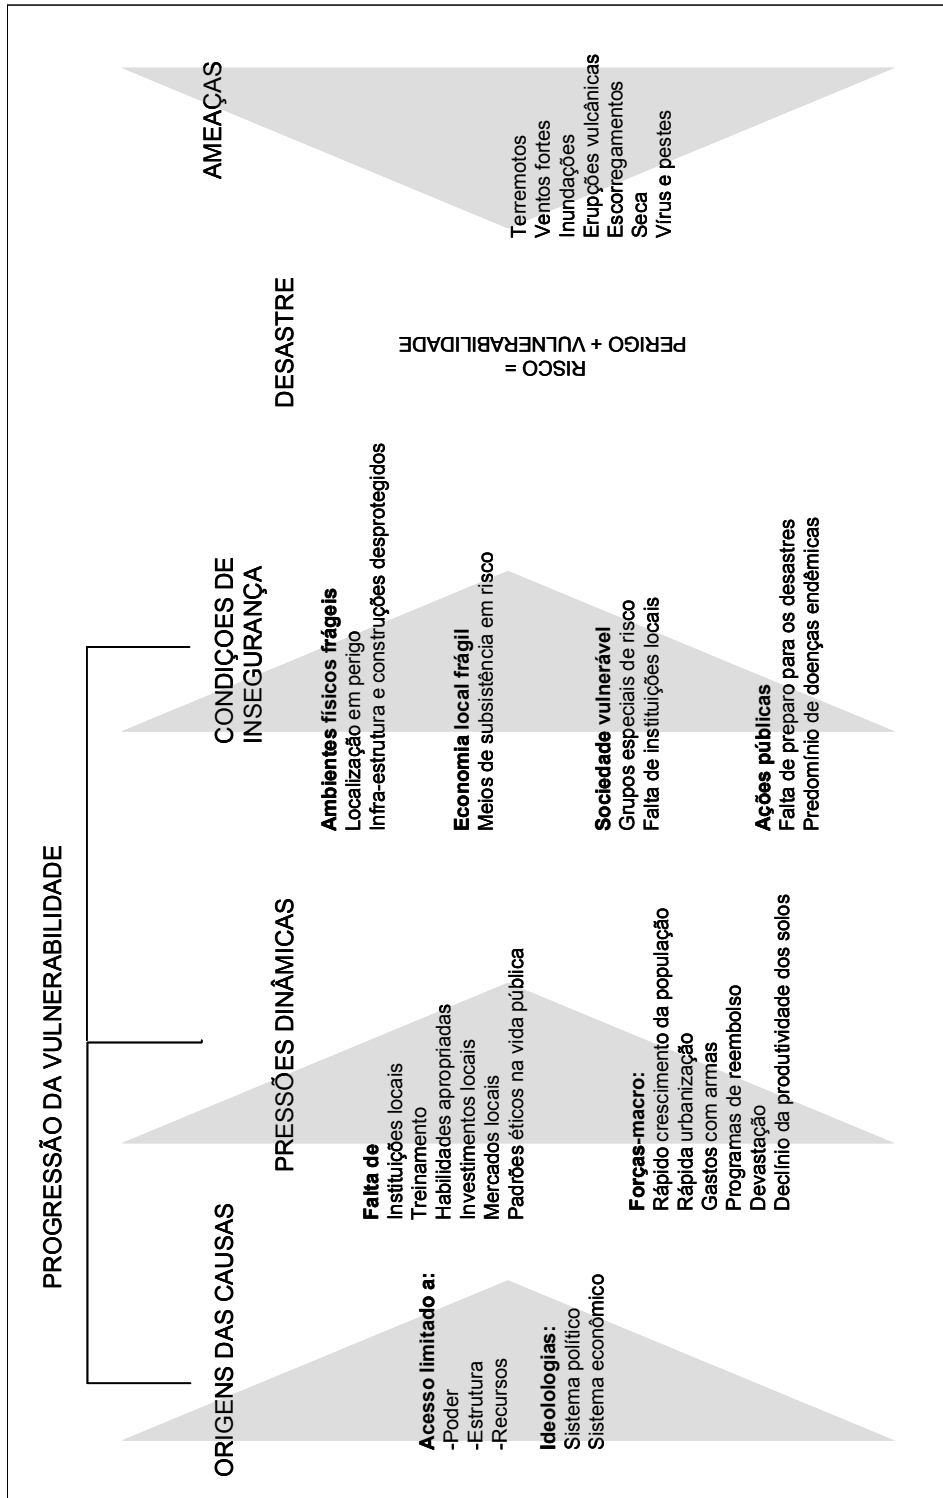 PROGRESSÃO DA VULNERABILIDADE
ORIGENS DAS CAUSAS
Acesso limitado a:
-Poder
-Estrutura
-Recursos
Ideolologias:
Sistema político
Sistema econômico
PRESSÕES DINÂMICAS
Falta de
Instituições locais
Treinamento
Habilidades apropriadas
Investimentos locais
Mercados locais
Padrões éticos na vida pública
Forças-macro:
Rápido crescimento da população
Rápida urbanização
Gastos com armas
Programas de reembolso
Devastação
Declínio da produtividade dos solos
CONDIÇOES DE
INSEGURANÇA
Ambientes físicos frágeis
Localização em perigo
Infra-estrutura e construções desprotegidos
Economia local frágil
Meios de subsistência em risco
Sociedade vulnerável
Grupos especiais de risco
Falta de instituições locais
Ações públicas
Falta de preparo para os desastres
Predomínio de doenças endêmicas
DESASTRE
RISCO =
PERIGO + VULNERABILIDADE
AMEAÇAS
Terremotos
Ventos fortes
Inundações
Erupções vulcânicas
Escorregamentos
Seca
Vírus e pestes